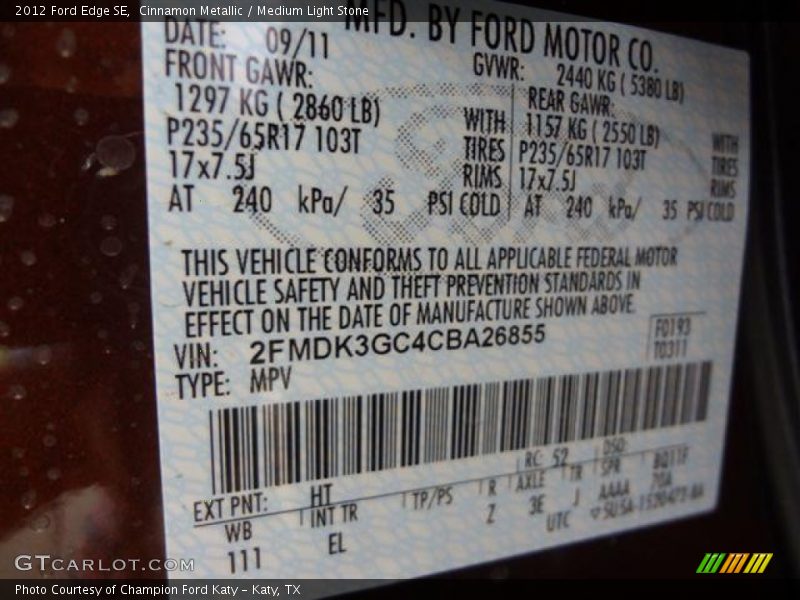 2012 Ford Edge SE, Cinnamon Metallic / Medium Light Stone
MFD. BY FORD MOTOR CO.
DATE: 09/11 GVWR: 2440 KG ( 5380 LB)
FRONT GAWR: REAR GAWR:
1297 KG ( 2860 LB) WITH 1157 KG ( 2550 LB) WITH
P235/65R17 103T TIRES P235/65R17 103T TIRES
17x7.5J RIMS 17x7.5J RIMS
AT 240 kPa/ 35 PSI COLD AT 240 kPa/ 35 PSI COLD
THIS VEHICLE CONFORMS TO ALL APPLICABLE FEDERAL MOTOR
VEHICLE SAFETY AND THEFT PREVENTION STANDARDS IN
EFFECT ON THE DATE OF MANUFACTURE SHOWN ABOVE.
VIN: 2FMDK3GC4CBA26855 F0193
TYPE: MPV T0311
EXT PNT: HT RC: 52 DSO:
WB INT TR TP/PS R AXLE TR SPR BQ11F
111 EL Z 3E J AAAA 70A
UTC
GTCARLOT.COM
Photo Courtesy of Champion Ford Katy - Katy, TX